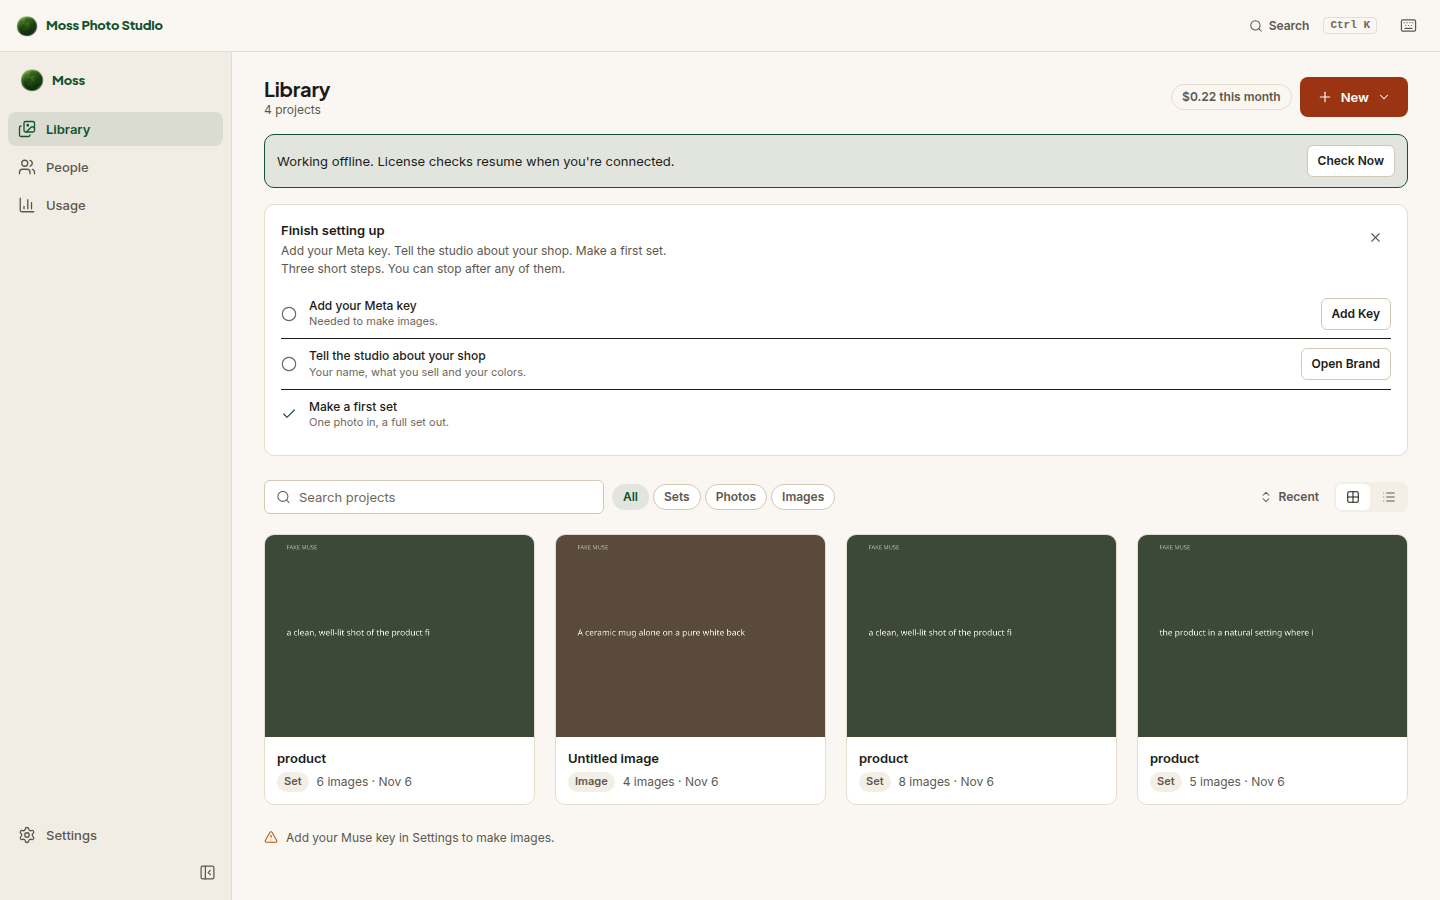 Moss Photo Studio
Search Ctrl K
Moss
Library
People
Usage
Settings
Library
4 projects
$0.22 this month
New
Working offline. License checks resume when you're connected.
Check Now
Finish setting up
Add your Meta key. Tell the studio about your shop. Make a first set.
Three short steps. You can stop after any of them.
Add your Meta key
Needed to make images.
Add Key
Tell the studio about your shop
Your name, what you sell and your colors.
Open Brand
Make a first set
One photo in, a full set out.
Search projects
All Sets Photos Images
Recent
FAKE MUSE
a clean, well-lit shot of the product fi
product
Set 6 images · Nov 6
FAKE MUSE
A ceramic mug alone on a pure white back
Untitled image
Image 4 images · Nov 6
FAKE MUSE
a clean, well-lit shot of the product fi
product
Set 8 images · Nov 6
FAKE MUSE
the product in a natural setting where i
product
Set 5 images · Nov 6
Add your Muse key in Settings to make images.